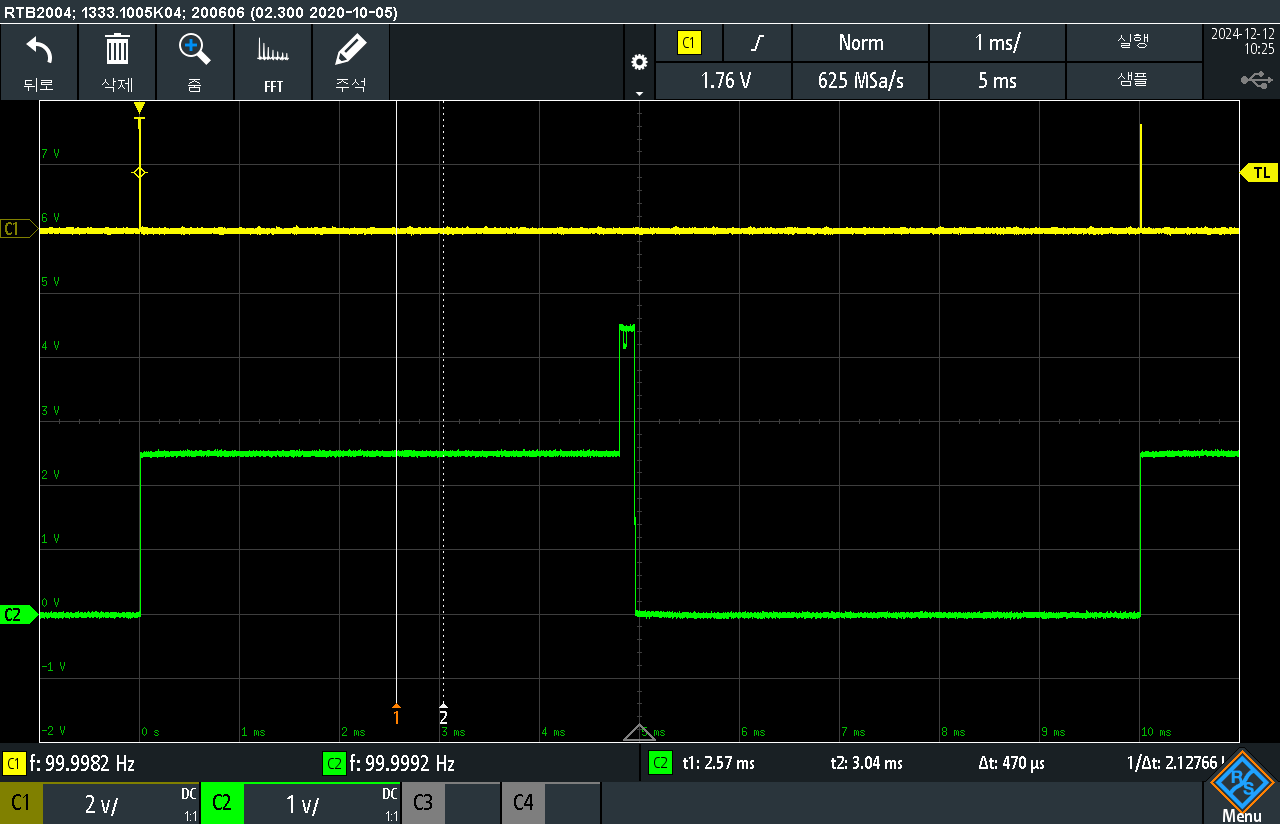 RTB2004; 1333.1005K04; 200606 (02.300 2020-10-05)
뒤로
삭제
줌
FFT
주석
C1
Norm
1 ms/
실행
1.76 V
625 MSa/s
5 ms
샘플
2024-12-12
10:25
T
TL
7 V
6 V
C1
5 V
4 V
3 V
2 V
1 V
0 V
C2
-1 V
-2 V
1
2
0 s
1 ms
2 ms
3 ms
4 ms
5 ms
6 ms
7 ms
8 ms
9 ms
10 ms
C1 f: 99.9982 Hz
C2 f: 99.9992 Hz
C2 t1: 2.57 ms
t2: 3.04 ms
Δt: 470 µs
1/Δt: 2.12766
C1 2 V/ DC 1:1
C2 1 V/ DC 1:1
C3
C4
R S
Menu